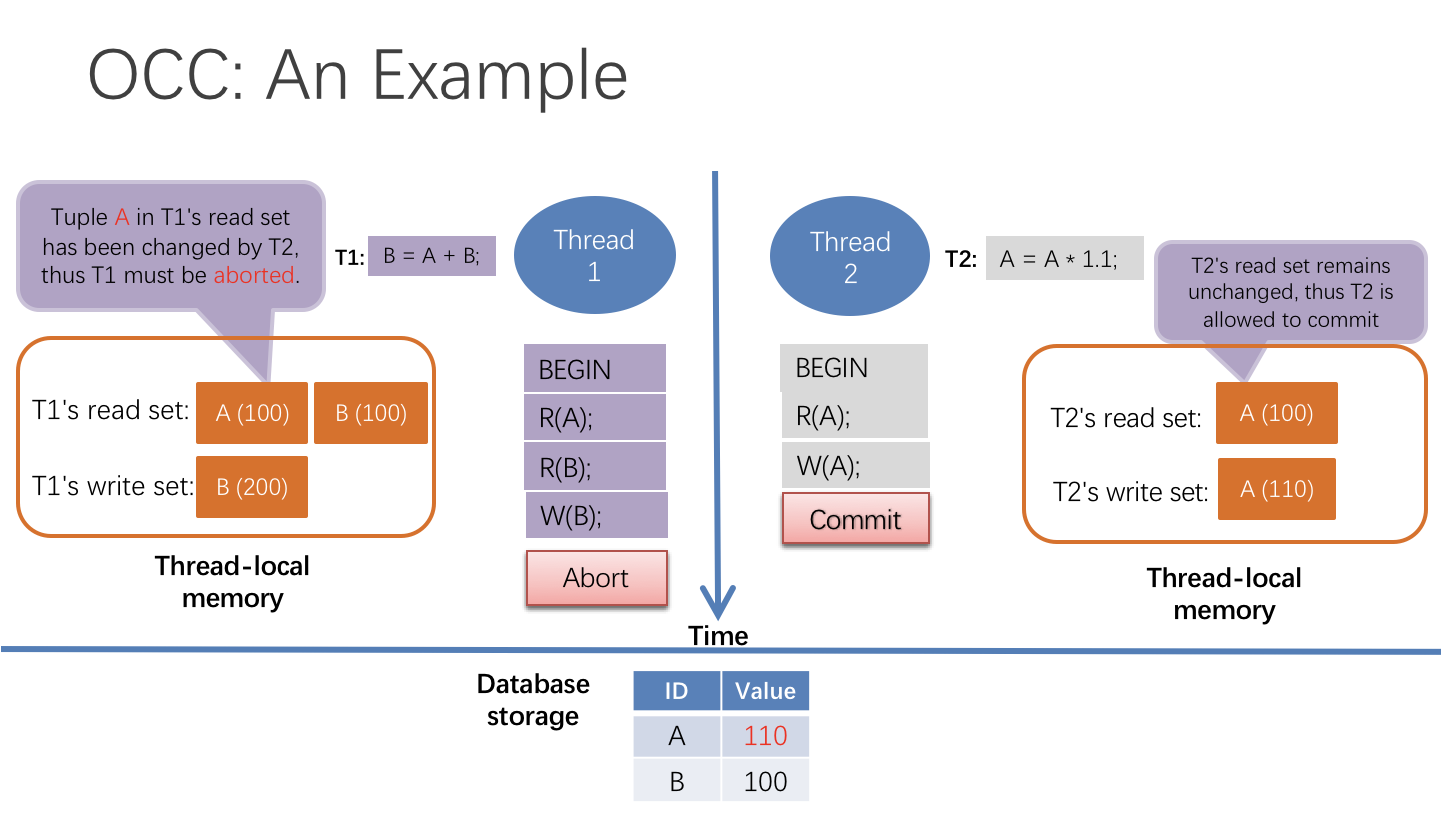 OCC: An Example
Tuple A in T1's read set
has been changed by T2,
thus T1 must be aborted.
T1:
B = A + B;
Thread
1
Thread
2
T2:
A = A * 1.1;
T2's read set remains
unchanged, thus T2 is
allowed to commit
T1's read set:
A (100)
B (100)
T1's write set:
B (200)
Thread-local
memory
BEGIN
R(A);
R(B);
W(B);
Abort
BEGIN
R(A);
W(A);
Commit
T2's read set:
A (100)
T2's write set:
A (110)
Thread-local
memory
Time
Database
storage
ID Value
A 110
B 100